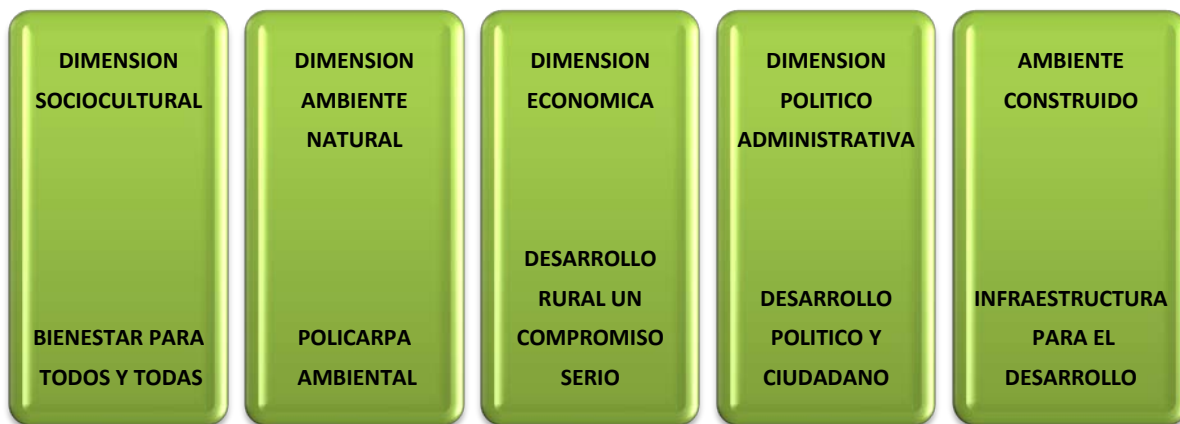 DIMENSION
SOCIOCULTURAL
BIENESTAR PARA
TODOS Y TODAS
DIMENSION
AMBIENTE
NATURAL
POLICARPA
AMBIENTAL
DIMENSION
ECONOMICA
DESARROLLO
RURAL UN
COMPROMISO
SERIO
DIMENSION
POLITICO
ADMINISTRATIVA
DESARROLLO
POLITICO Y
CIUDADANO
AMBIENTE
CONSTRUIDO
INFRAESTRUCTURA
PARA EL
DESARROLLO